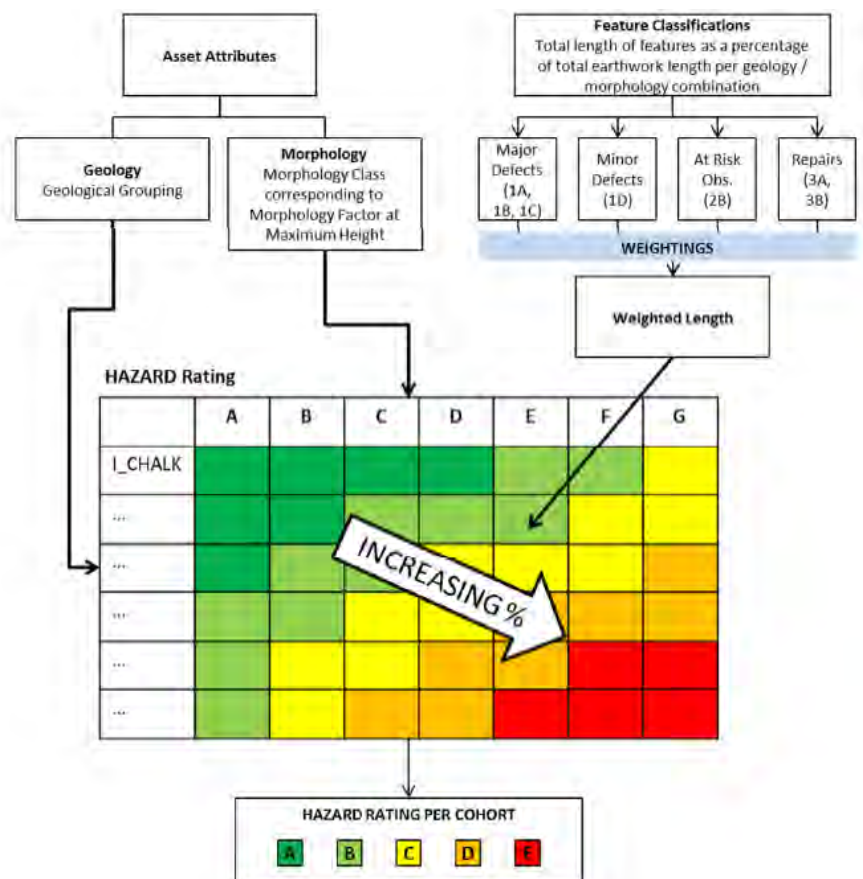 Asset Attributes
Feature Classifications
Total length of features as a percentage
of total earthwork length per geology /
morphology combination
Geology
Geological Grouping
Morphology
Morphology Class
corresponding to
Morphology Factor at
Maximum Height
Major
Defects
(1A,
1B, 1C)
Minor
Defects
(1D)
At Risk
Obs.
(2B)
Repairs
(3A,
3B)
WEIGHTINGS
Weighted Length
HAZARD Rating
A B C D E F G
I_CHALK
...
...
...
...
...
INCREASING %
HAZARD RATING PER COHORT
A B C D E